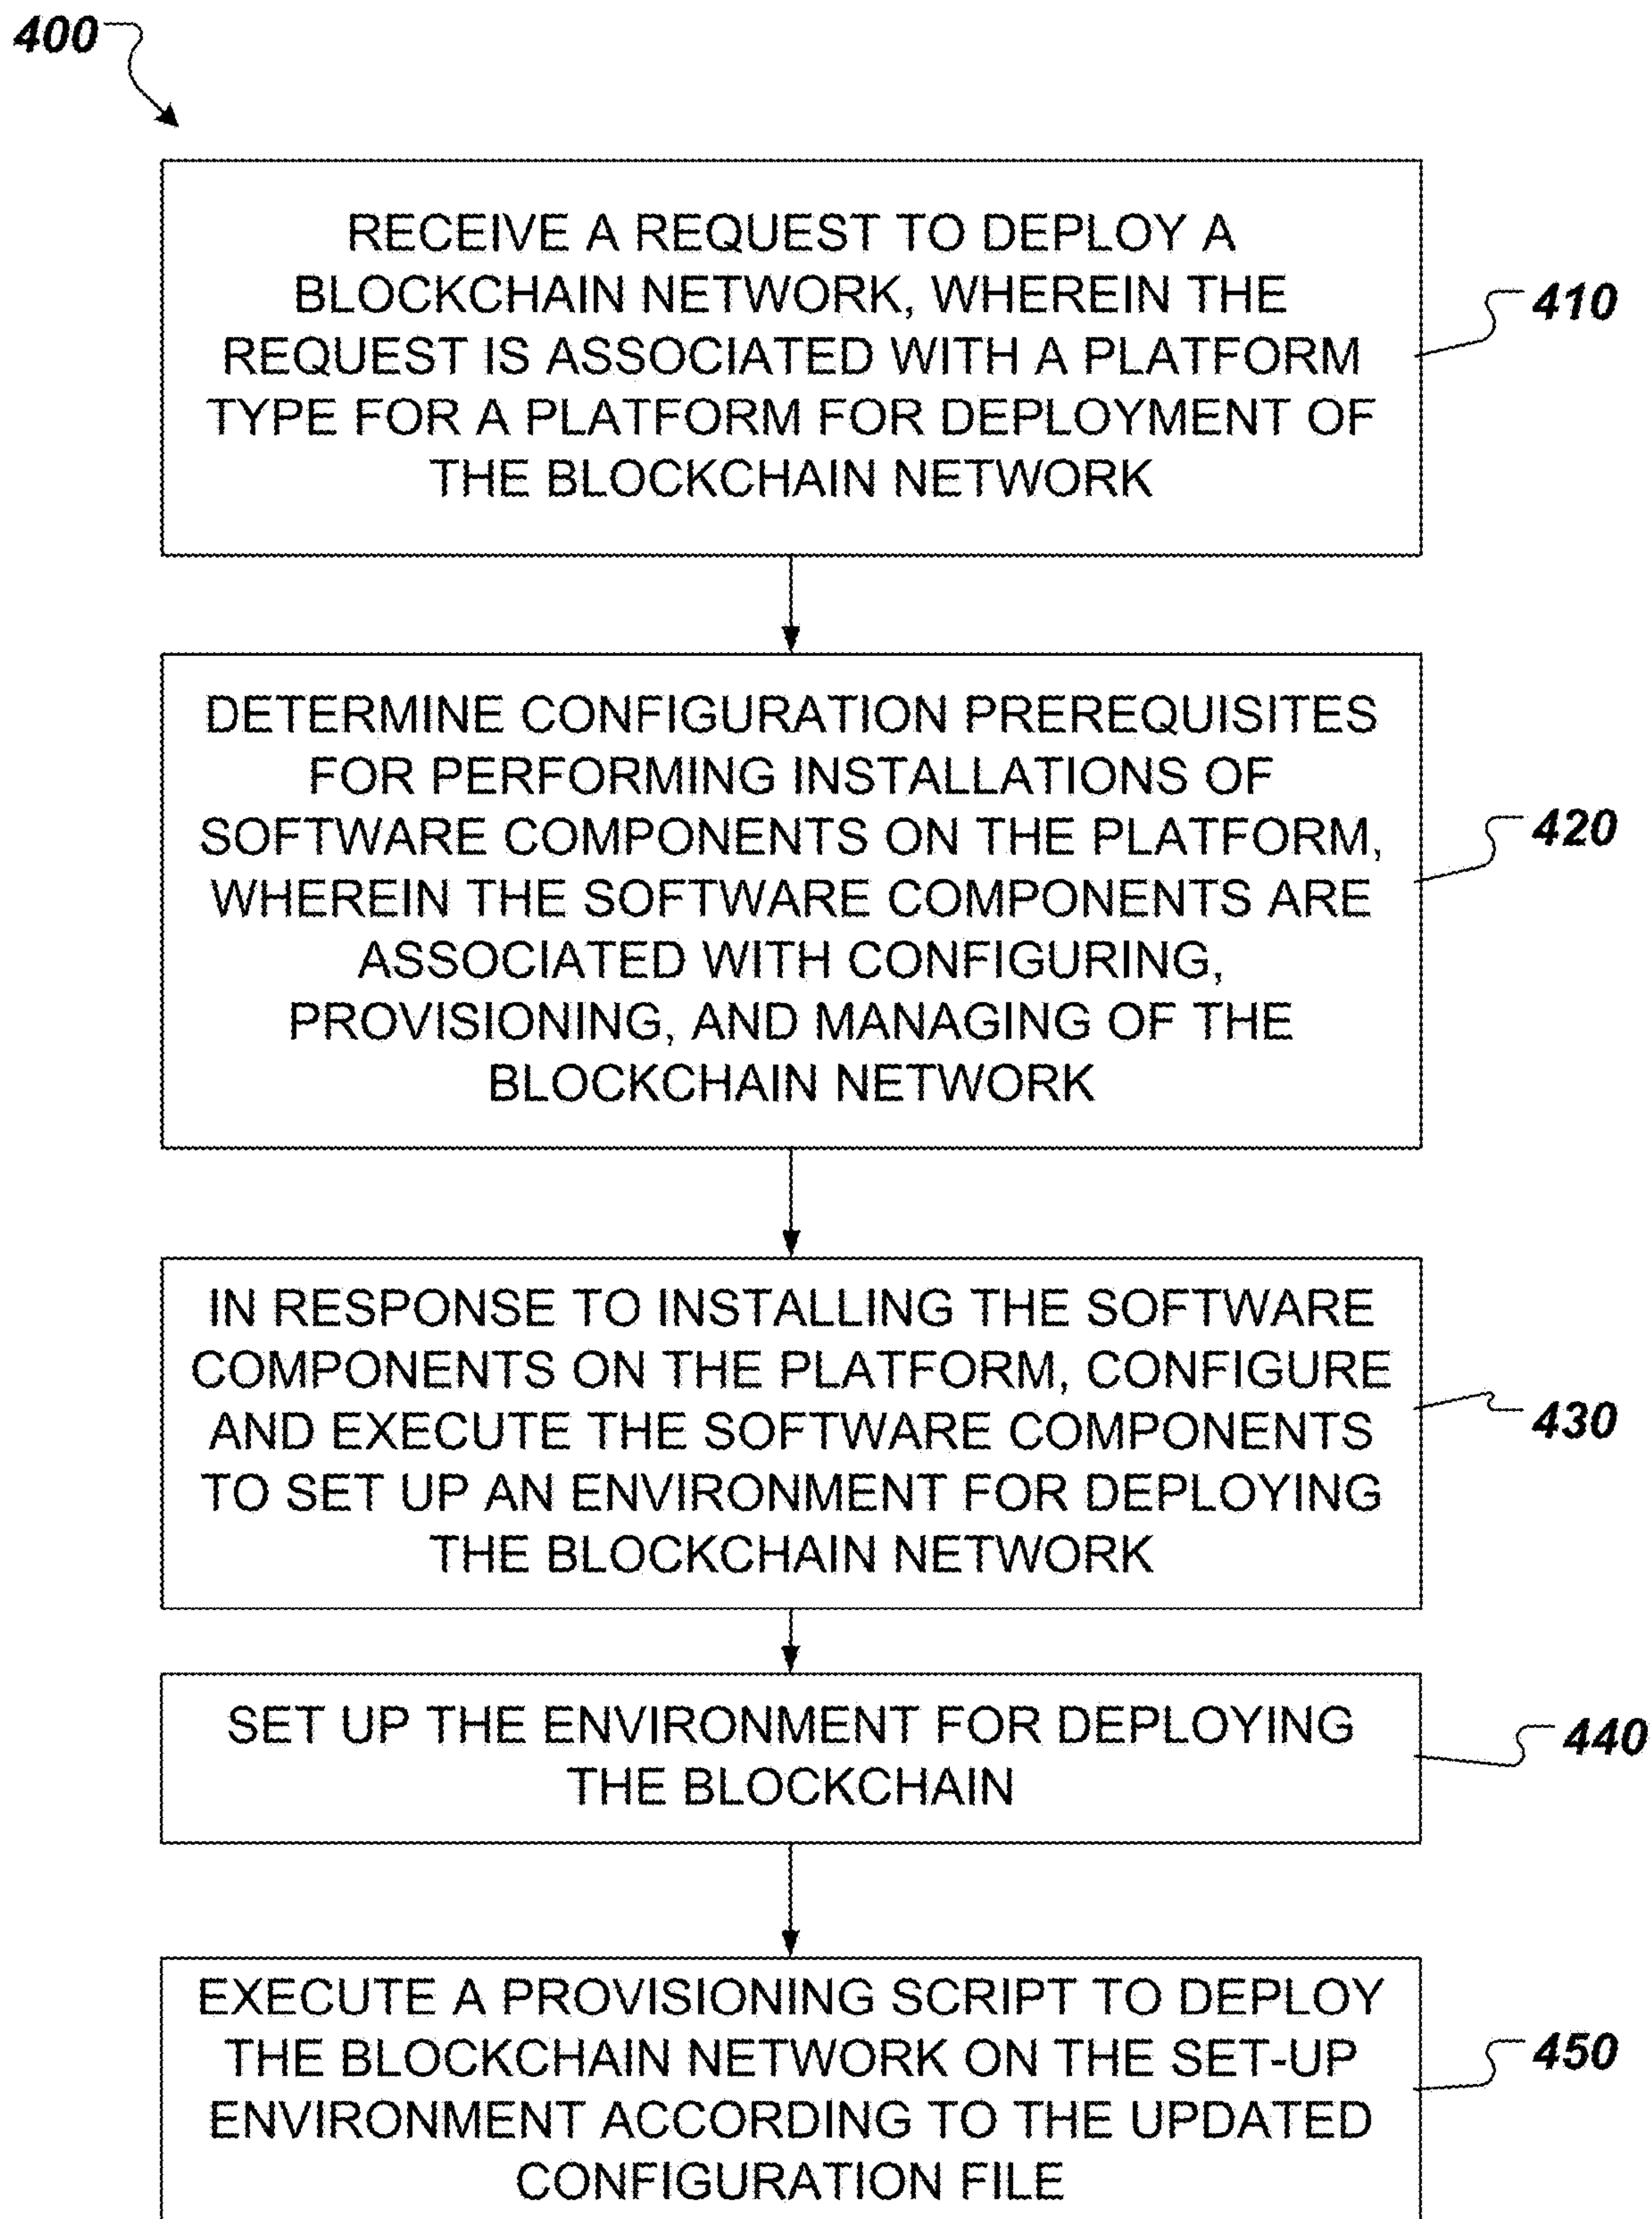 400
RECEIVE A REQUEST TO DEPLOY A
BLOCKCHAIN NETWORK, WHEREIN THE
REQUEST IS ASSOCIATED WITH A PLATFORM
TYPE FOR A PLATFORM FOR DEPLOYMENT OF
THE BLOCKCHAIN NETWORK
410
DETERMINE CONFIGURATION PREREQUISITES
FOR PERFORMING INSTALLATIONS OF
SOFTWARE COMPONENTS ON THE PLATFORM,
WHEREIN THE SOFTWARE COMPONENTS ARE
ASSOCIATED WITH CONFIGURING,
PROVISIONING, AND MANAGING OF THE
BLOCKCHAIN NETWORK
420
IN RESPONSE TO INSTALLING THE SOFTWARE
COMPONENTS ON THE PLATFORM, CONFIGURE
AND EXECUTE THE SOFTWARE COMPONENTS
TO SET UP AN ENVIRONMENT FOR DEPLOYING
THE BLOCKCHAIN NETWORK
430
SET UP THE ENVIRONMENT FOR DEPLOYING
THE BLOCKCHAIN
440
EXECUTE A PROVISIONING SCRIPT TO DEPLOY
THE BLOCKCHAIN NETWORK ON THE SET-UP
ENVIRONMENT ACCORDING TO THE UPDATED
CONFIGURATION FILE
450